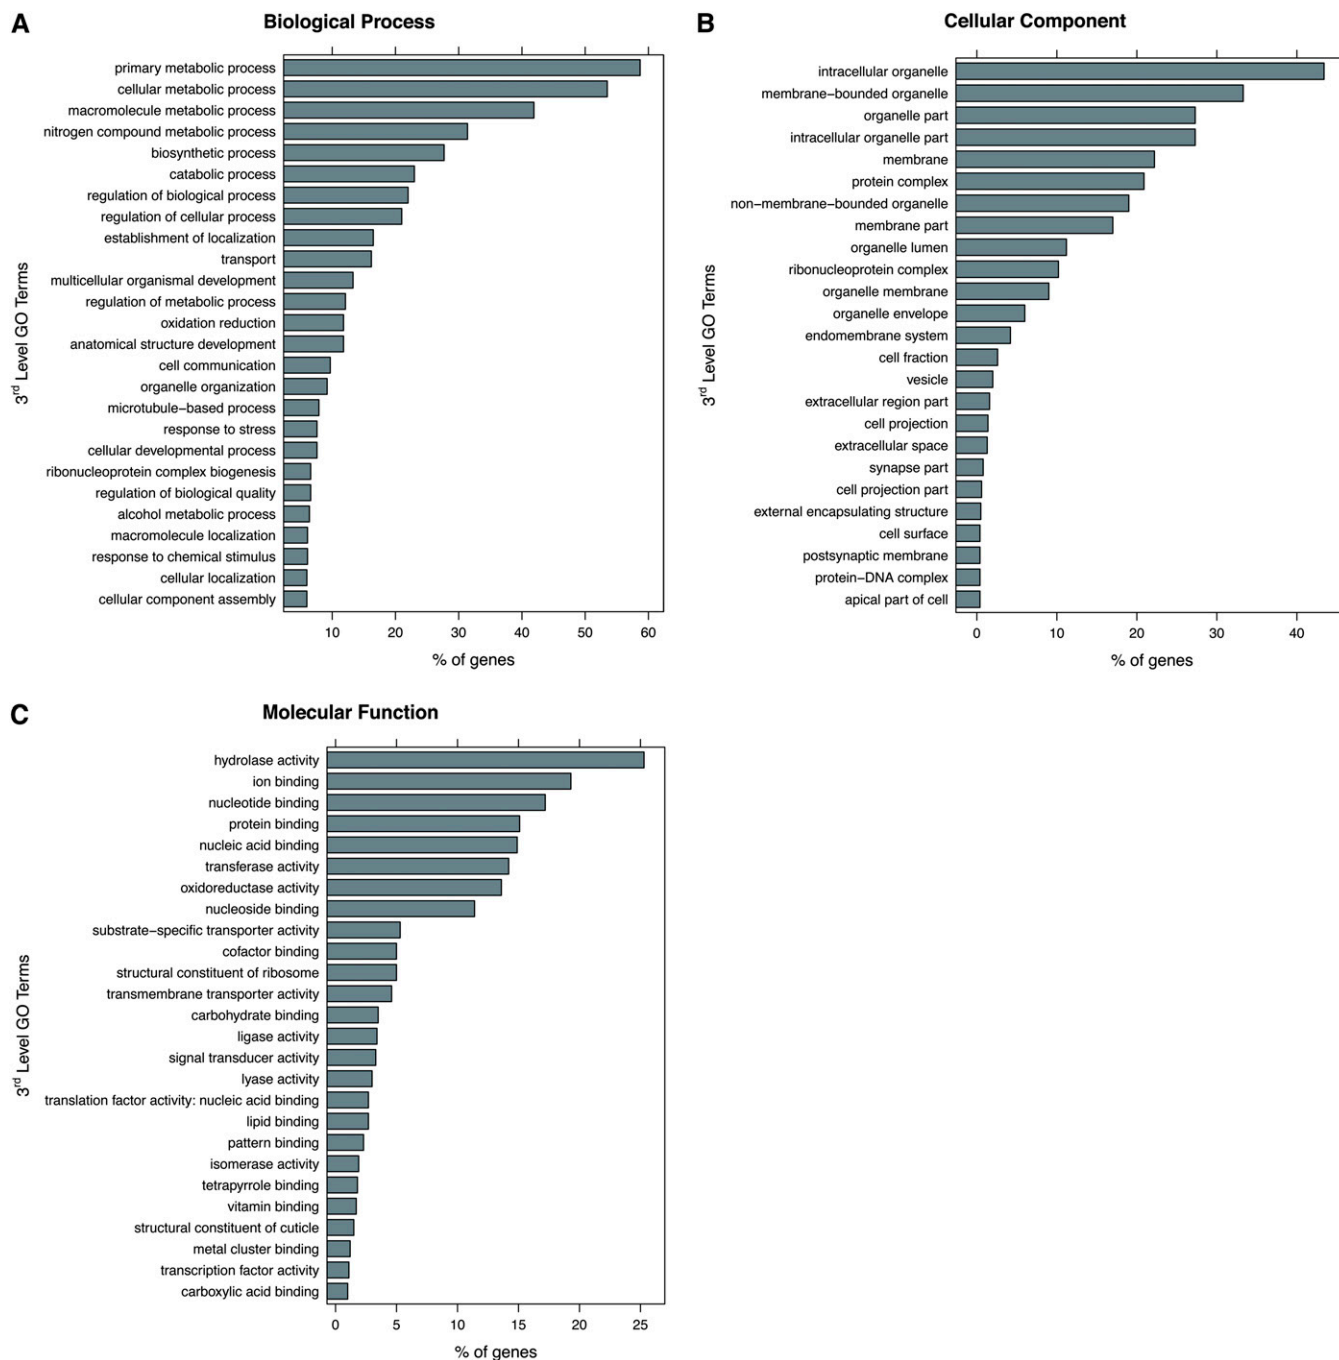 A
Biological Process
3rd Level GO Terms
primary metabolic process
cellular metabolic process
macromolecule metabolic process
nitrogen compound metabolic process
biosynthetic process
catabolic process
regulation of biological process
regulation of cellular process
establishment of localization
transport
multicellular organismal development
regulation of metabolic process
oxidation reduction
anatomical structure development
cell communication
organelle organization
microtubule−based process
response to stress
cellular developmental process
ribonucleoprotein complex biogenesis
regulation of biological quality
alcohol metabolic process
macromolecule localization
response to chemical stimulus
cellular localization
cellular component assembly
10 20 30 40 50 60
% of genes
B
Cellular Component
3rd Level GO Terms
intracellular organelle
membrane−bounded organelle
organelle part
intracellular organelle part
membrane
protein complex
non−membrane−bounded organelle
membrane part
organelle lumen
ribonucleoprotein complex
organelle membrane
organelle envelope
endomembrane system
cell fraction
vesicle
extracellular region part
cell projection
extracellular space
synapse part
cell projection part
external encapsulating structure
cell surface
postsynaptic membrane
protein−DNA complex
apical part of cell
0 10 20 30 40
% of genes
C
Molecular Function
3rd Level GO Terms
hydrolase activity
ion binding
nucleotide binding
protein binding
nucleic acid binding
transferase activity
oxidoreductase activity
nucleoside binding
substrate−specific transporter activity
cofactor binding
structural constituent of ribosome
transmembrane transporter activity
carbohydrate binding
ligase activity
signal transducer activity
lyase activity
translation factor activity: nucleic acid binding
lipid binding
pattern binding
isomerase activity
tetrapyrrole binding
vitamin binding
structural constituent of cuticle
metal cluster binding
transcription factor activity
carboxylic acid binding
0 5 10 15 20 25
% of genes